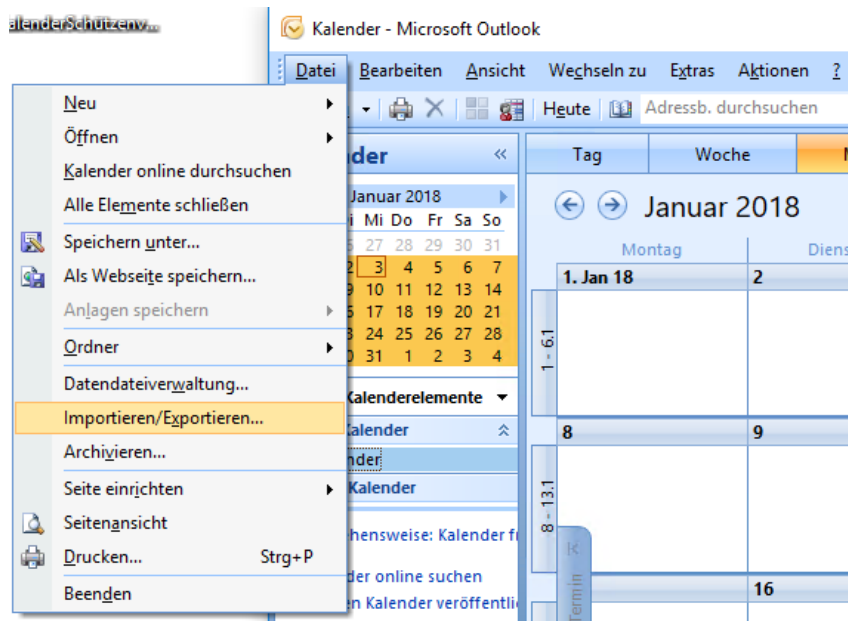 alenderSchützenv...
Kalender - Microsoft Outlook
Datei Bearbeiten Ansicht Wechseln zu Extras Aktionen ?
Heute Adressb. durchsuchen
Neu
Öffnen
Kalender online durchsuchen
Alle Elemente schließen
Speichern unter...
Als Webseite speichern...
Anlagen speichern
Ordner
Datendateiverwaltung...
Importieren/Exportieren...
Archivieren...
Seite einrichten
Seitenansicht
Drucken... Strg+P
Beenden
der
Januar 2018
i Mi Do Fr Sa So
27 28 29 30 31
2 3 4 5 6 7
9 10 11 12 13 14
17 18 19 20 21
24 25 26 27 28
31 1 2 3 4
Kalenderelemente
Kalender
nder
Kalender
hensweise: Kalender f
der online suchen
en Kalender veröffentli
Tag Woche
Januar 2018
Montag Diens
1. Jan 18 2
1 - 6.1
8 9
8 - 13.1
16
Termin